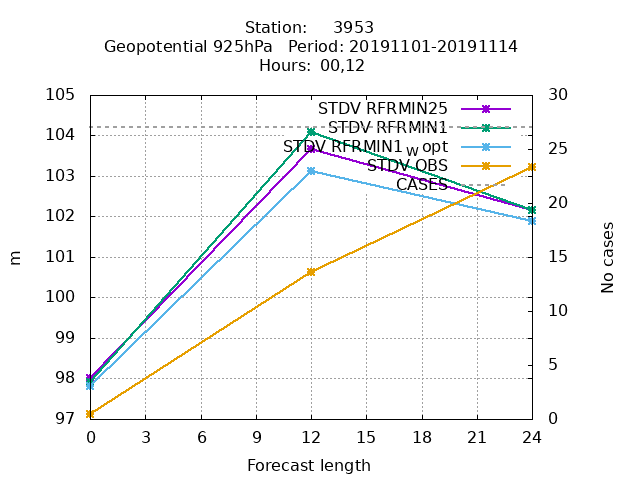 Station: 3953
Geopotential 925hPa Period: 20191101-20191114
Hours: 00,12
STDV RFRMIN25
STDV RFRMIN1
STDV RFRMIN1_w opt
STDV OBS
CASES
105
104
103
102
101
100
99
98
97
m
30
25
20
15
10
5
0
No cases
0 3 6 9 12 15 18 21 24
Forecast length